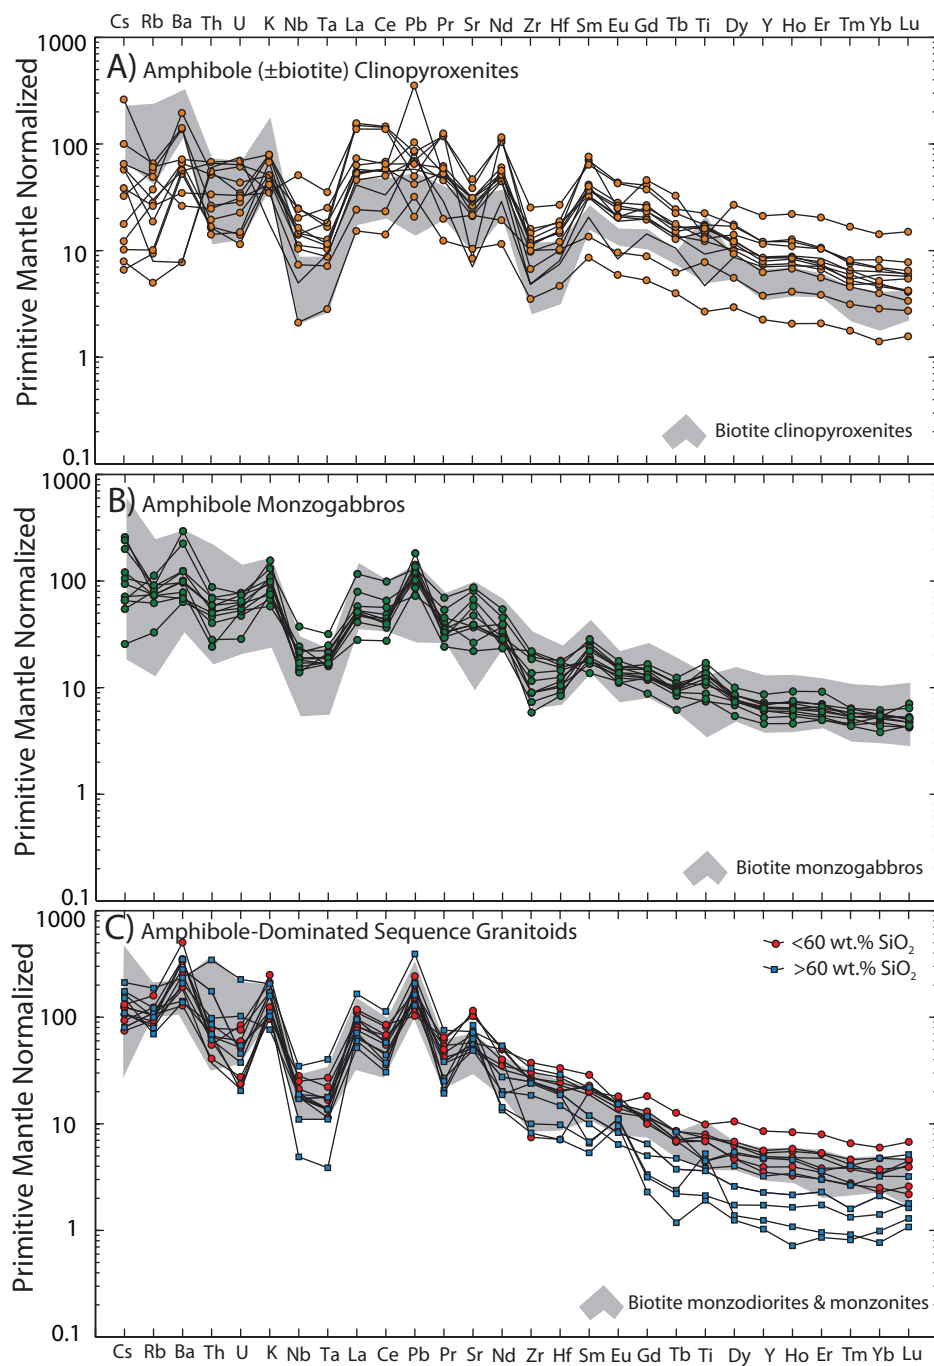 Cs Rb Ba Th U K Nb Ta La Ce Pb Pr Sr Nd Zr Hf Sm Eu Gd Tb Ti Dy Y Ho Er Tm Yb Lu
1000
A) Amphibole (±biotite) Clinopyroxenites
100
10
1
0.1
Primitive Mantle Normalized
Biotite clinopyroxenites
1000
B) Amphibole Monzogabbros
100
10
1
0.1
Primitive Mantle Normalized
Biotite monzogabbros
1000
C) Amphibole-Dominated Sequence Granitoids
<60 wt.% SiO₂
>60 wt.% SiO₂
100
10
1
0.1
Primitive Mantle Normalized
Biotite monzodiorites & monzonites
Cs Rb Ba Th U K Nb Ta La Ce Pb Pr Sr Nd Zr Hf Sm Eu Gd Tb Ti Dy Y Ho Er Tm Yb Lu